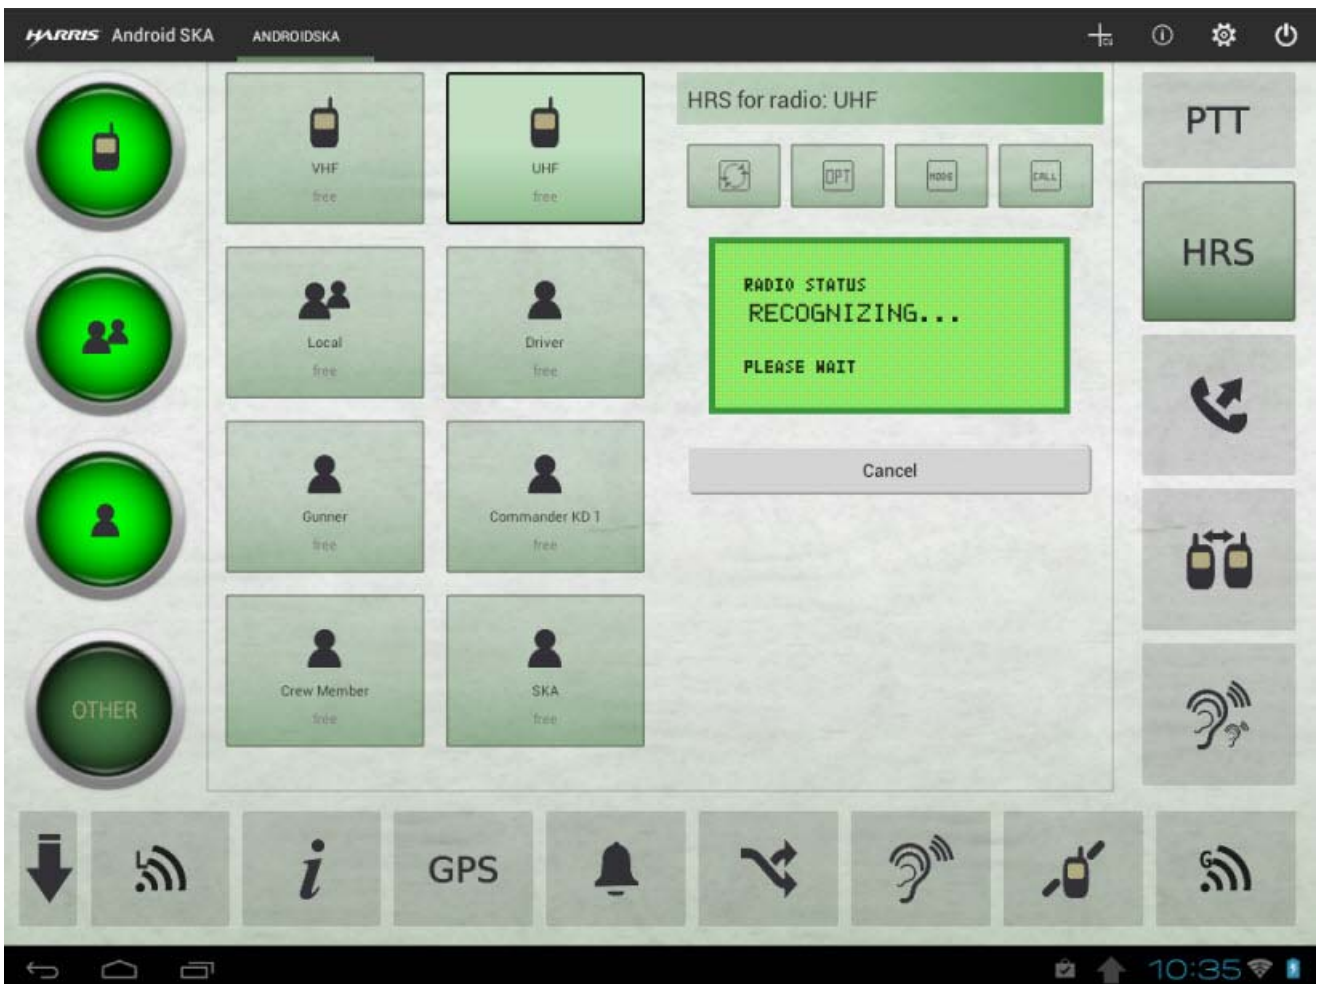 HARRIS Android SKA ANDROIDSKA
VHF
free
UHF
free
Local
free
Driver
free
Gunner
free
Commander KD 1
free
Crew Member
free
SKA
free
OTHER
HRS for radio: UHF
OPT MODE CALL
RADIO STATUS
RECOGNIZING...
PLEASE WAIT
Cancel
PTT
HRS
L
i
GPS
G
10:35